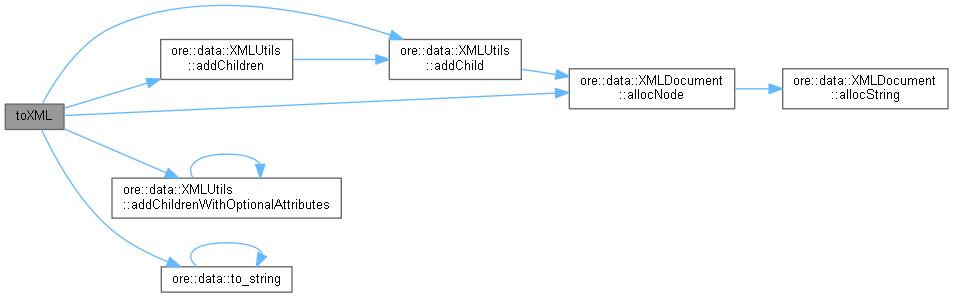 toXML
ore::data::XMLUtils
::addChildren
ore::data::XMLUtils
::addChild
ore::data::XMLDocument
::allocNode
ore::data::XMLDocument
::allocString
ore::data::XMLUtils
::addChildrenWithOptionalAttributes
ore::data::to_string